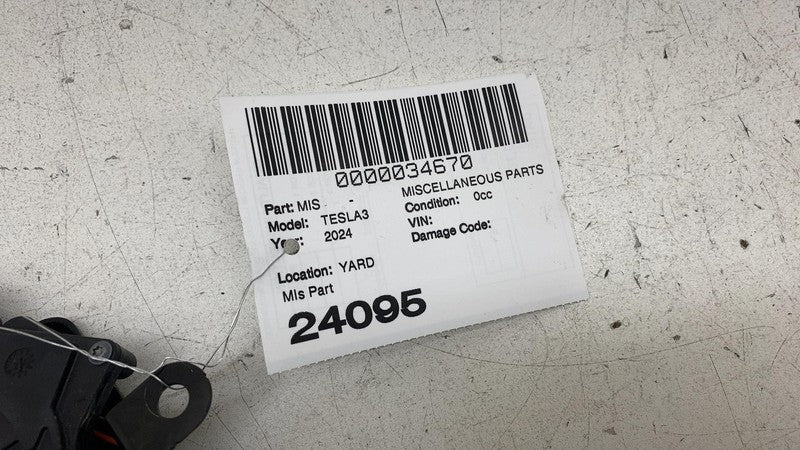 0000034670
Part: MIS - MISCELLANEOUS PARTS
Model: TESLA3 Condition: 0cc
Year: 2024 VIN:
Damage Code:
Location: YARD
MIs Part
24095